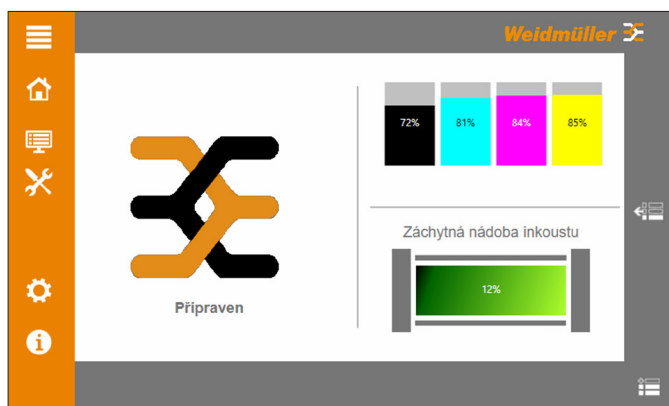 Weidmüller
72%
81%
84%
85%
Záchytná nádoba inkoustu
12%
Připraven